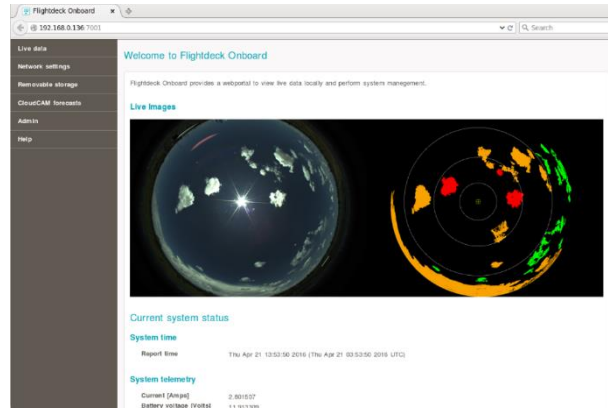 Flightdeck Onboard
192.168.0.136:7001
Search
Live data
Network settings
Removable storage
CloudCAM forecasts
Admin
Help
Welcome to Flightdeck Onboard
Flightdeck Onboard provides a webportal to view live data locally and perform system management.
Live Images
Current system status
System time
Report time Thu Apr 21 13:53:50 2016 (Thu Apr 21 03:53:50 2016 UTC)
System telemetry
Current [Amps] 2.801537
Battery voltage [Volts]